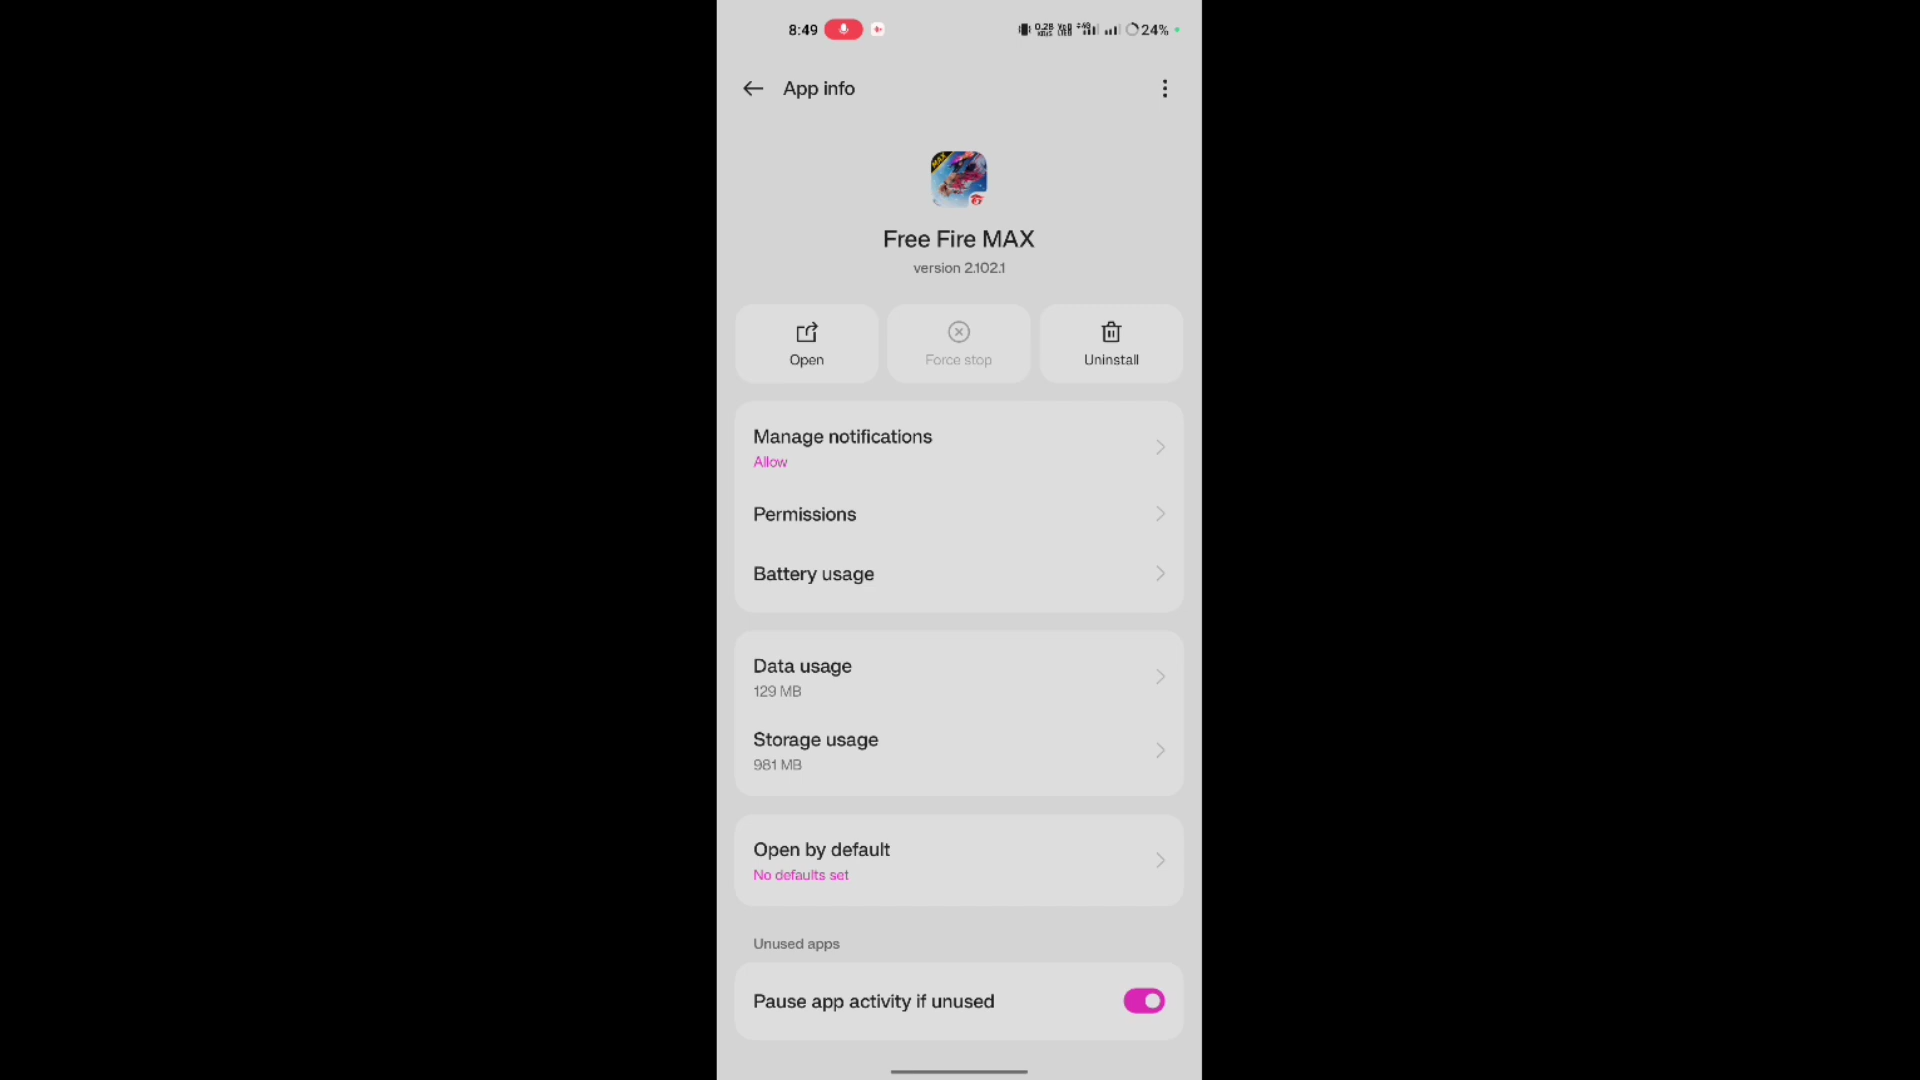 8:49 24%
App info
MAX
Free Fire MAX
version 2.102.1
Open Force stop Uninstall
Manage notifications
Allow
Permissions
Battery usage
Data usage
129 MB
Storage usage
981 MB
Open by default
No defaults set
Unused apps
Pause app activity if unused